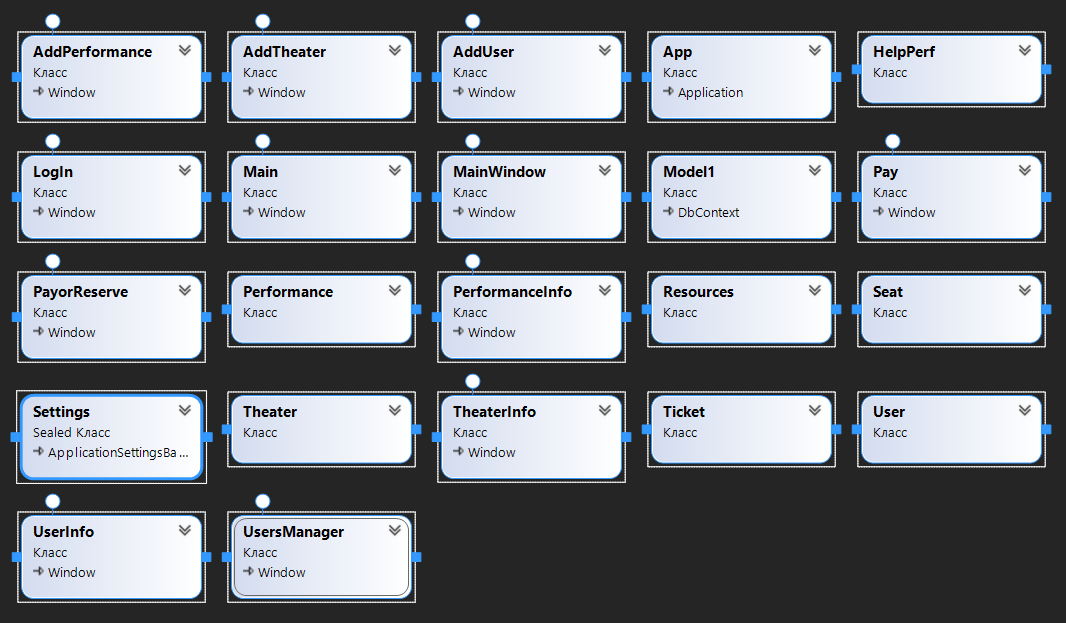 AddPerformance
Класс
Window
AddTheater
Класс
Window
AddUser
Класс
Window
App
Класс
Application
HelpPerf
Класс
LogIn
Класс
Window
Main
Класс
Window
MainWindow
Класс
Window
Model1
Класс
DbContext
Pay
Класс
Window
PayorReserve
Класс
Window
Performance
Класс
PerformanceInfo
Класс
Window
Resources
Класс
Seat
Класс
Settings
Sealed Класс
ApplicationSettingsBa...
Theater
Класс
TheaterInfo
Класс
Window
Ticket
Класс
User
Класс
UserInfo
Класс
Window
UsersManager
Класс
Window